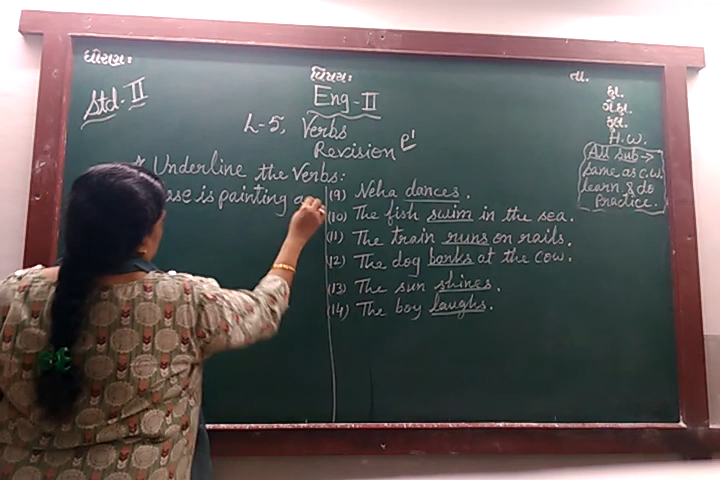 ધોરણઃ
વિષયઃ
તા.
Std-II
Eng-II
હા.
ગે.હા.
કુલ.
L-5, Verbs
Revision
H.W.
All sub →
same as c.w.
learn & do
Practice.
* Underline the Verbs:
is painting a
(9) Neha dances.
(10) The fish swim in the sea.
(11) The train runs on rails.
(12) The dog banks at the cow.
(13) The sun shines.
(14) The boy laughs.